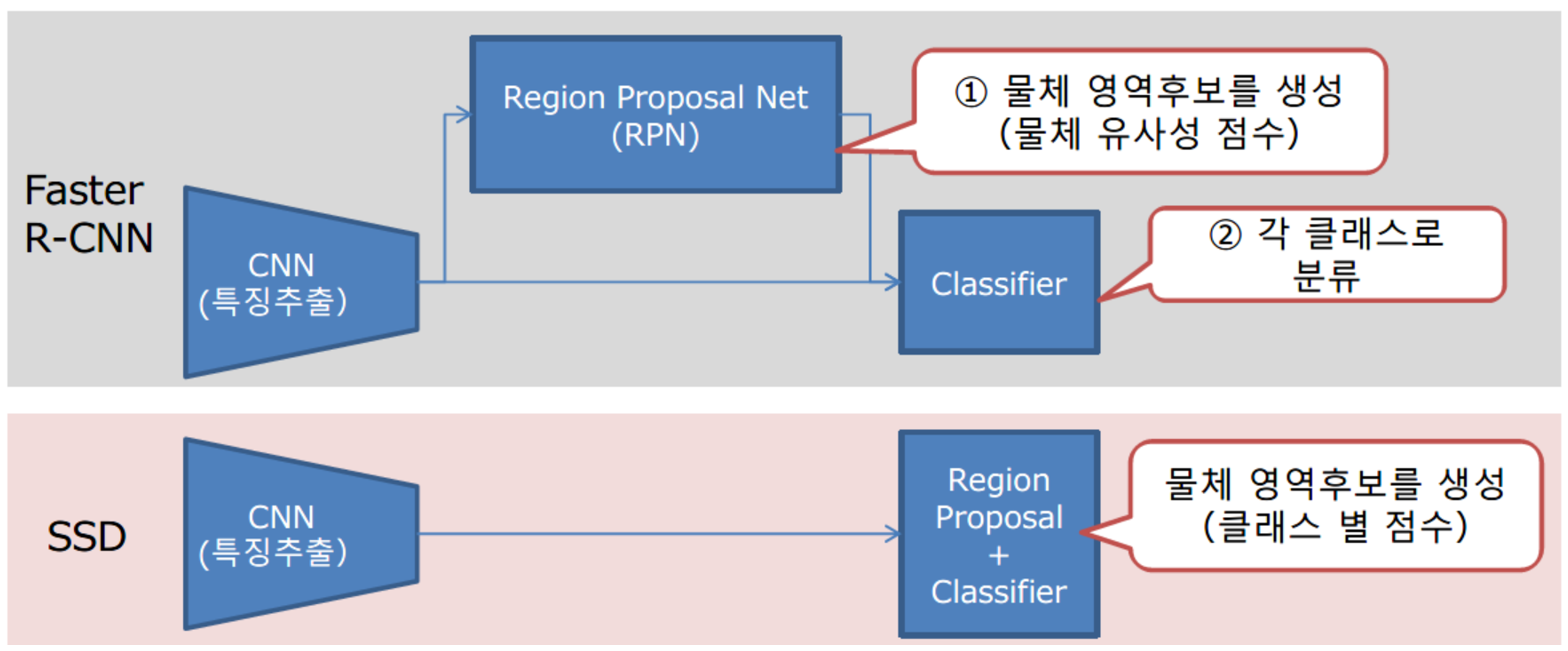 Faster
R-CNN
CNN
(특징추출)
Region Proposal Net
(RPN)
① 물체 영역후보를 생성
(물체 유사성 점수)
Classifier
② 각 클래스로
분류
SSD
CNN
(특징추출)
Region
Proposal
+
Classifier
물체 영역후보를 생성
(클래스 별 점수)